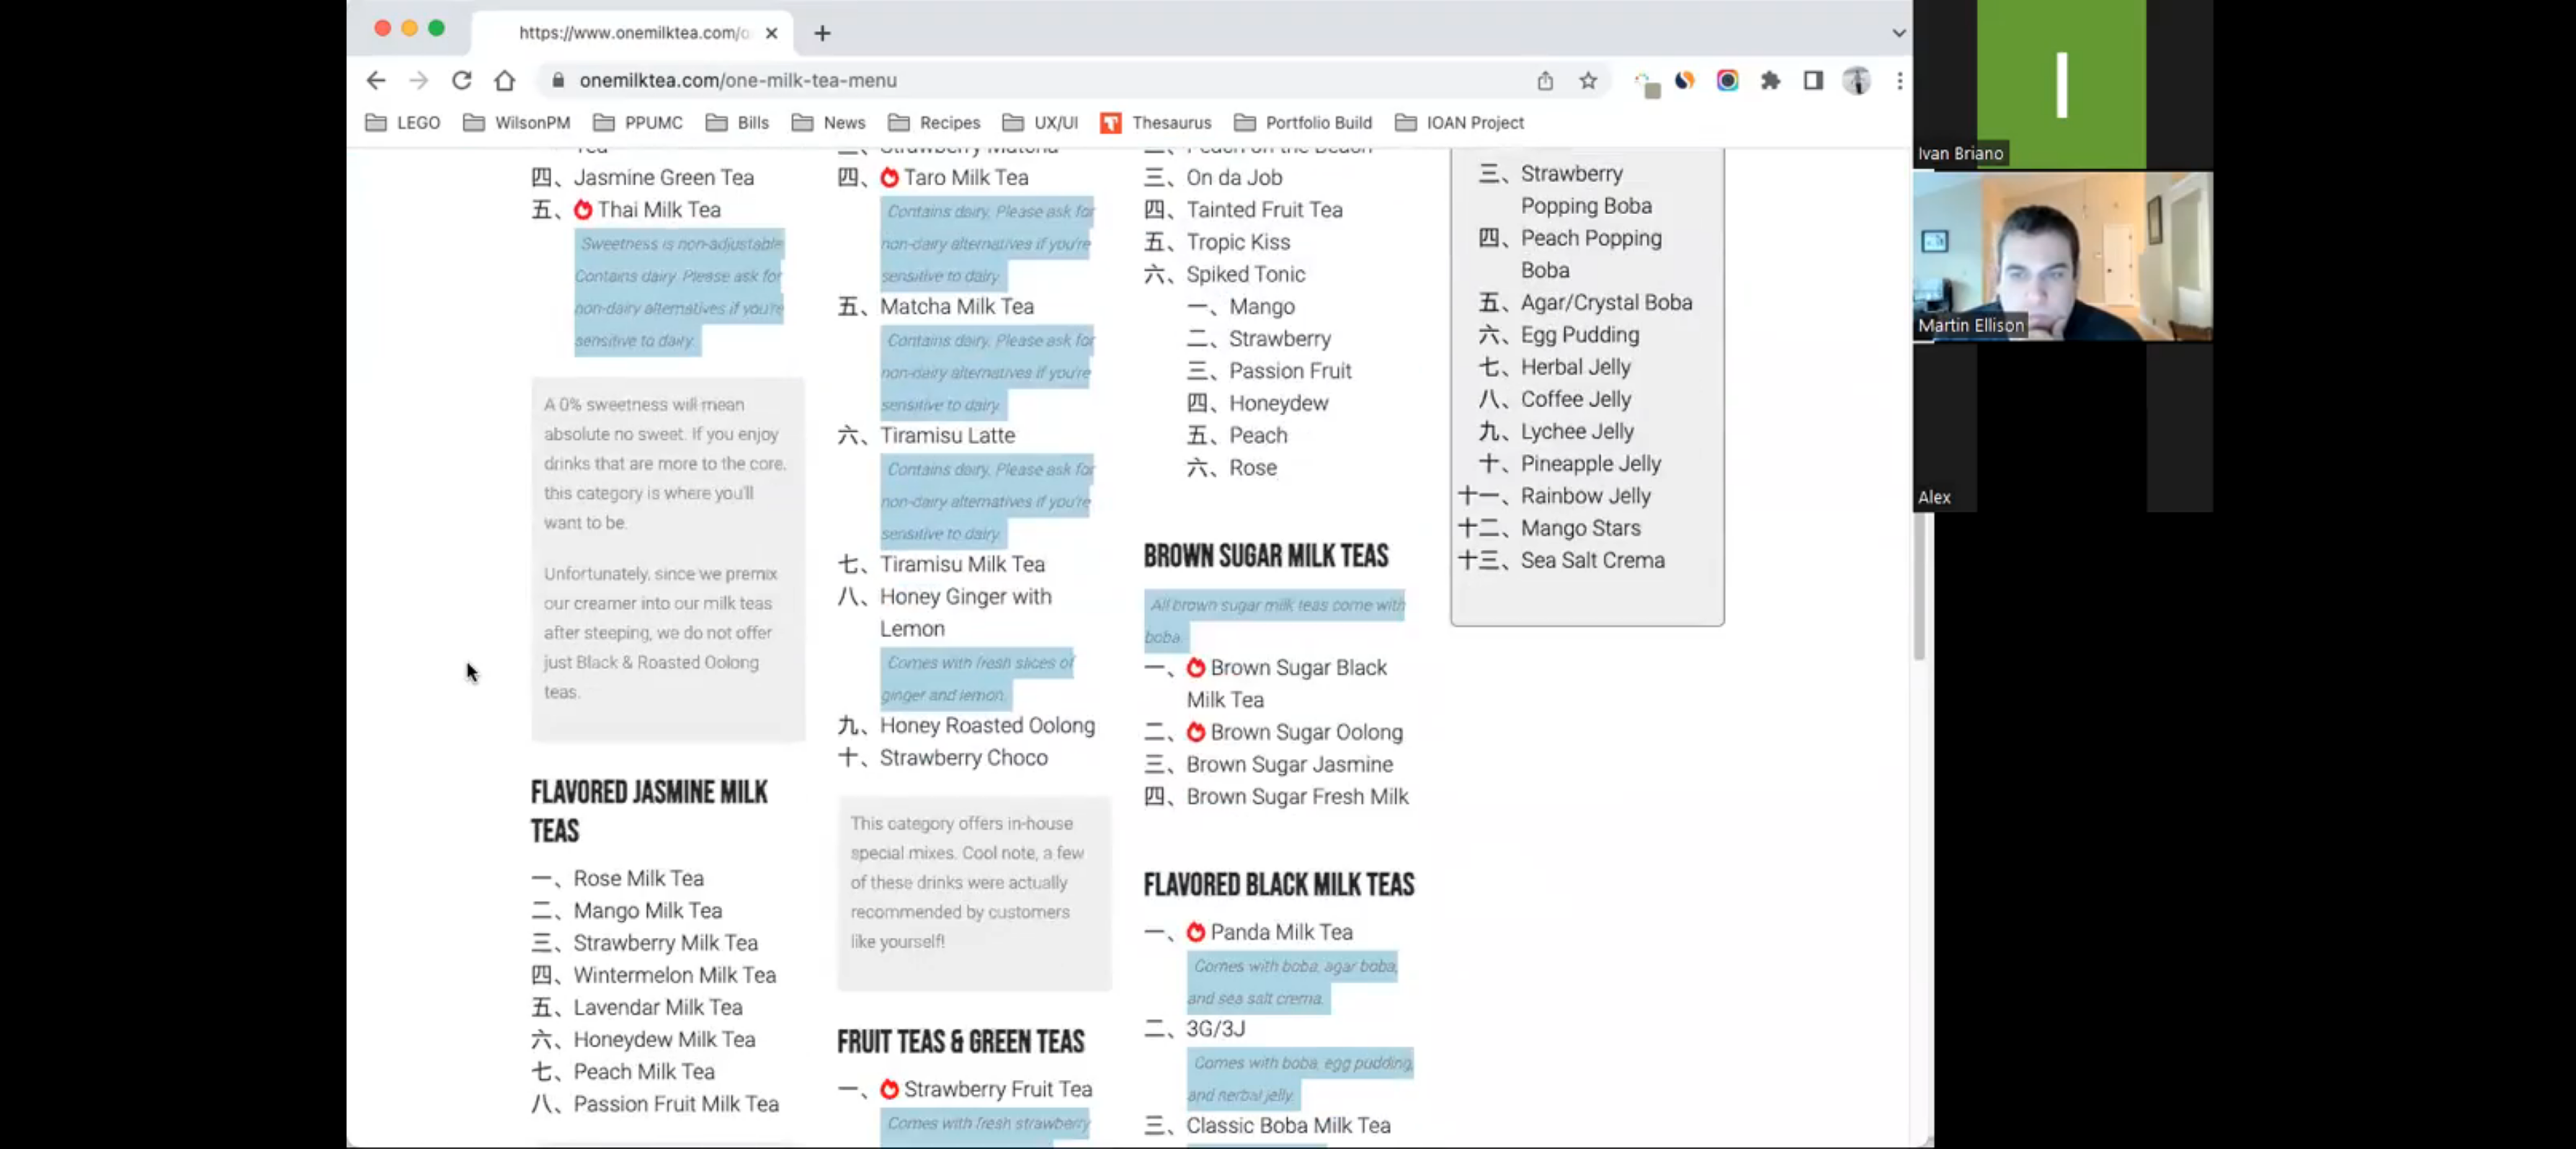 https://www.onemilktea.com/o
onemilktea.com/one-milk-tea-menu
LEGO
WilsonPM
PPUMC
Bills
News
Recipes
UX/UI
T
Thesaurus
Portfolio Build
IOAN Project
Tea
四、Jasmine Green Tea
五、Thai Milk Tea
Sweetness is non-adjustable
Contains dairy. Please ask for
non-dairy alternatives if you're
sensitive to dairy.
A 0% sweetness will mean
absolute no sweet. If you enjoy
drinks that are more to the core,
this category is where you'll
want to be.
Unfortunately, since we premix
our creamer into our milk teas
after steeping, we do not offer
just Black & Roasted Oolong
teas.
FLAVORED JASMINE MILK
TEAS
一、Rose Milk Tea
二、Mango Milk Tea
三、Strawberry Milk Tea
四、Wintermelon Milk Tea
五、Lavendar Milk Tea
六、Honeydew Milk Tea
七、Peach Milk Tea
八、Passion Fruit Milk Tea
三、Strawberry Matcha
四、Taro Milk Tea
Contains dairy. Please ask for
non-dairy alternatives if you're
sensitive to dairy.
五、Matcha Milk Tea
Contains dairy. Please ask for
non-dairy alternatives if you're
sensitive to dairy.
六、Tiramisu Latte
Contains dairy. Please ask for
non-dairy alternatives if you're
sensitive to dairy.
七、Tiramisu Milk Tea
八、Honey Ginger with
Lemon
Comes with fresh slices of
ginger and lemon.
九、Honey Roasted Oolong
十、Strawberry Choco
This category offers in-house
special mixes. Cool note, a few
of these drinks were actually
recommended by customers
like yourself!
FRUIT TEAS & GREEN TEAS
一、Strawberry Fruit Tea
Comes with fresh strawberry
二、Peach on the Beach
三、On da Job
四、Tainted Fruit Tea
五、Tropic Kiss
六、Spiked Tonic
一、Mango
二、Strawberry
三、Passion Fruit
四、Honeydew
五、Peach
六、Rose
BROWN SUGAR MILK TEAS
All brown sugar milk teas come with
boba.
一、Brown Sugar Black
Milk Tea
二、Brown Sugar Oolong
三、Brown Sugar Jasmine
四、Brown Sugar Fresh Milk
FLAVORED BLACK MILK TEAS
一、Panda Milk Tea
Comes with boba, agar boba,
and sea salt crema.
二、3G/3J
Comes with boba, egg pudding,
and herbal jelly.
三、Classic Boba Milk Tea
三、Strawberry
Popping Boba
四、Peach Popping
Boba
五、Agar/Crystal Boba
六、Egg Pudding
七、Herbal Jelly
八、Coffee Jelly
九、Lychee Jelly
十、Pineapple Jelly
十一、Rainbow Jelly
十二、Mango Stars
十三、Sea Salt Crema
I
Ivan Briano
Martin Ellison
Alex